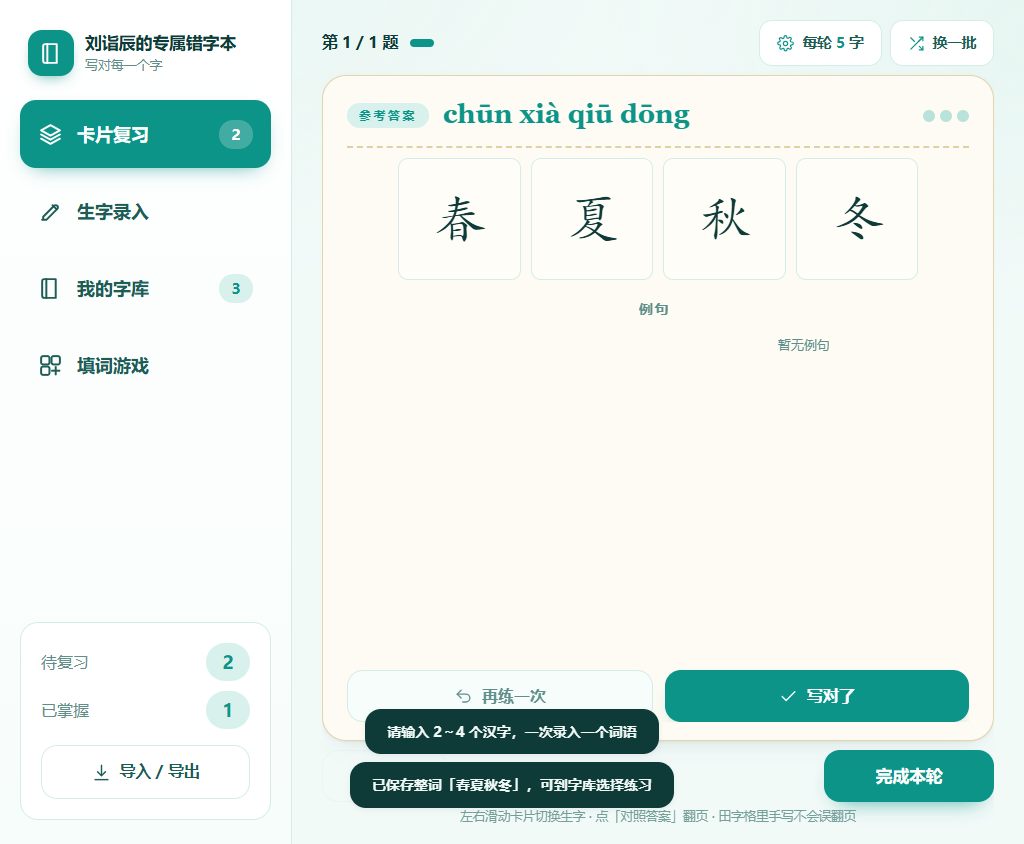 刘诣辰的专属错字本
写对每一个字
卡片复习 2
生字录入
我的字库 3
填词游戏
待复习 2
已掌握 1
导入 / 导出
第 1 / 1 题
每轮 5 字
换一批
参考答案 chūn xià qiū dōng
春 夏 秋 冬
例句
暂无例句
再练一次
写对了
请输入 2~4 个汉字，一次录入一个词语
已保存整词「春夏秋冬」，可到字库选择练习
完成本轮
左右滑动卡片切换生字 · 点「对照答案」翻页 · 田字格里手写不会误翻页